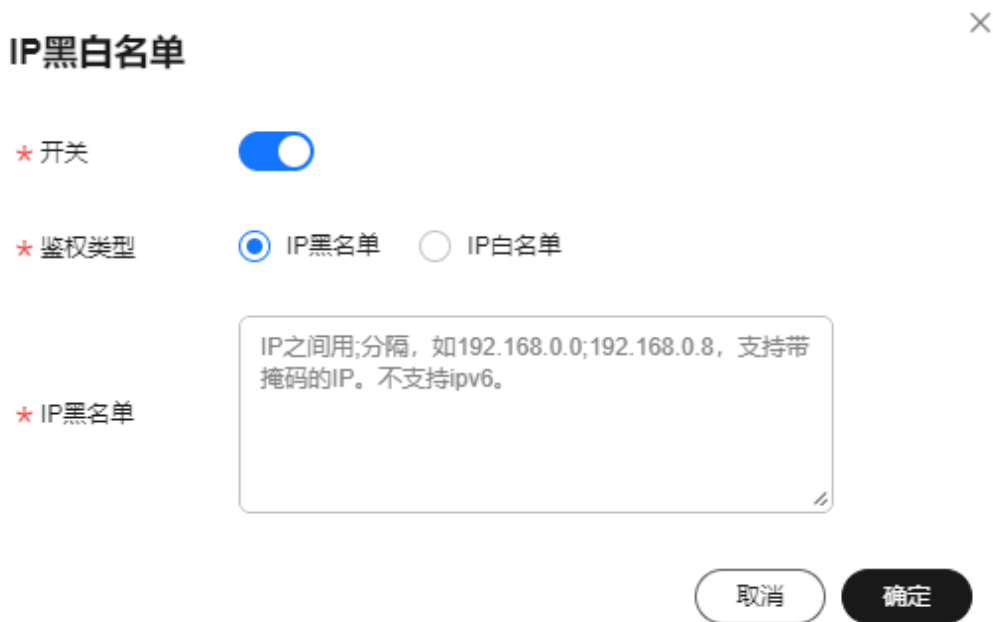 IP黑白名单
* 开关
* 鉴权类型
IP黑名单
IP白名单
* IP黑名单
IP之间用;分隔，如192.168.0.0;192.168.0.8，支持带
掩码的IP。不支持ipv6。
取消
确定